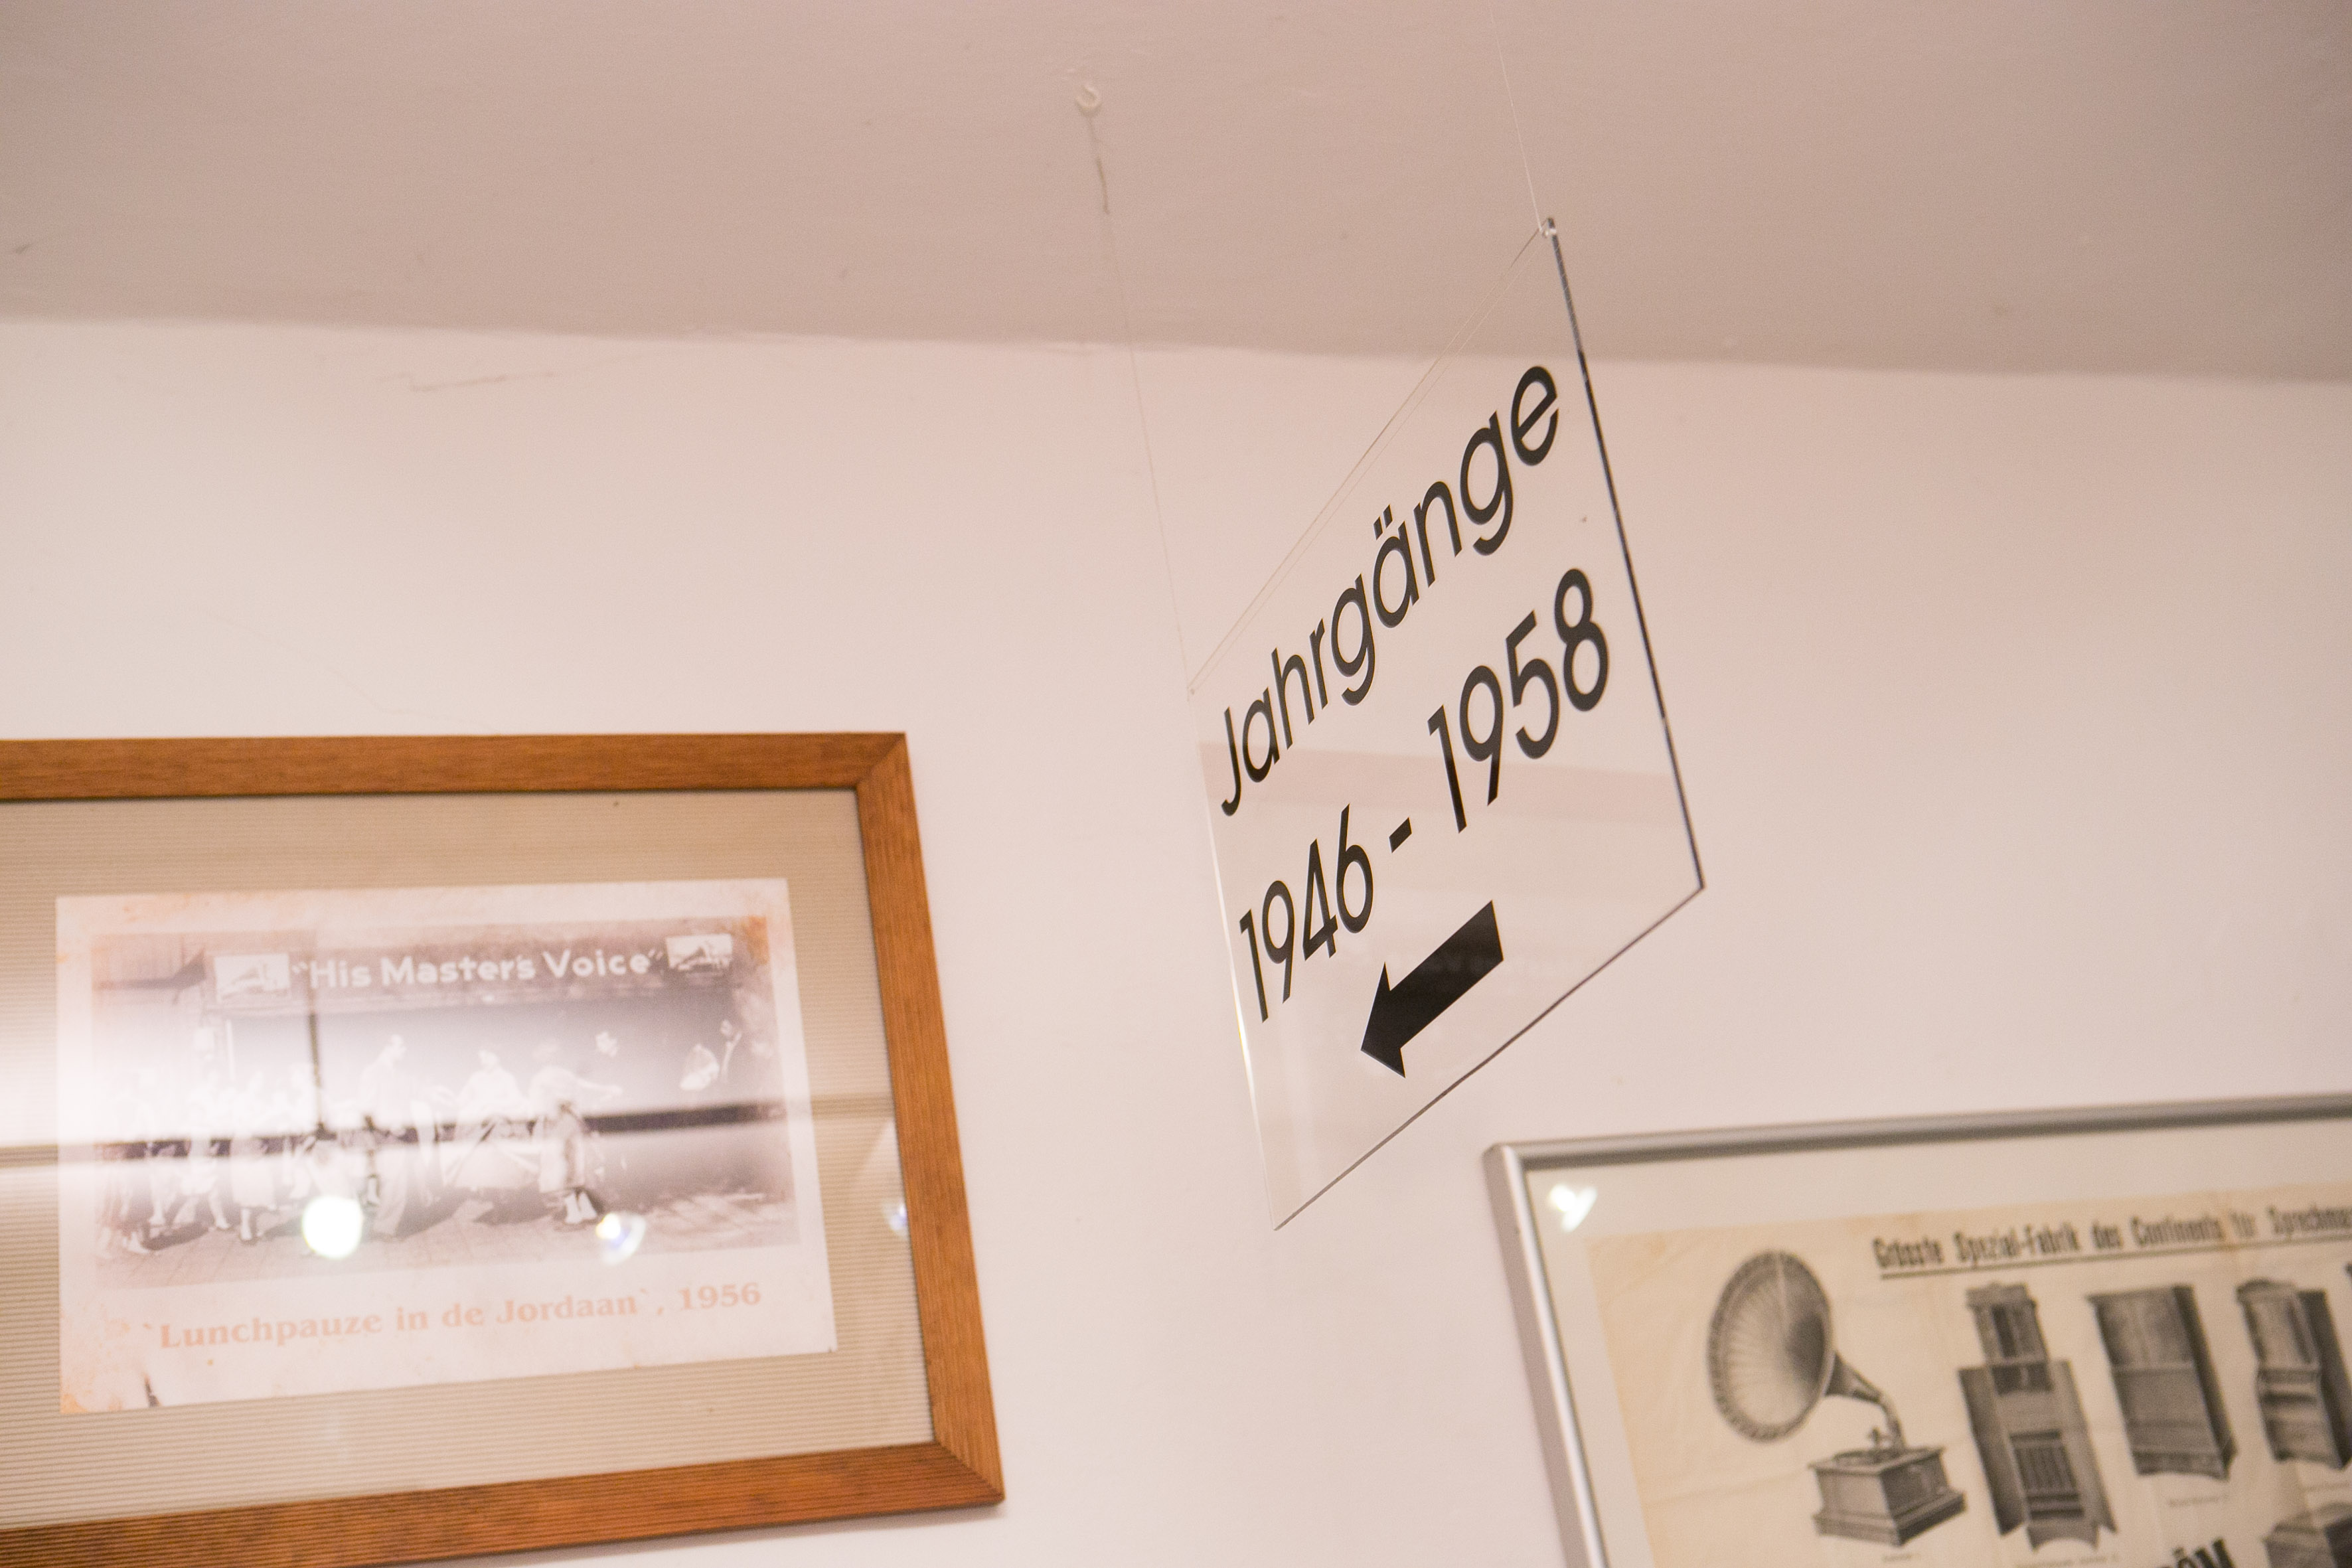 Jahrgänge
1946 - 1958
"His Master's Voice"
`Lunchpauze in de Jordaan`, 1956
Grösste Spezial-Fabrik des Continents für